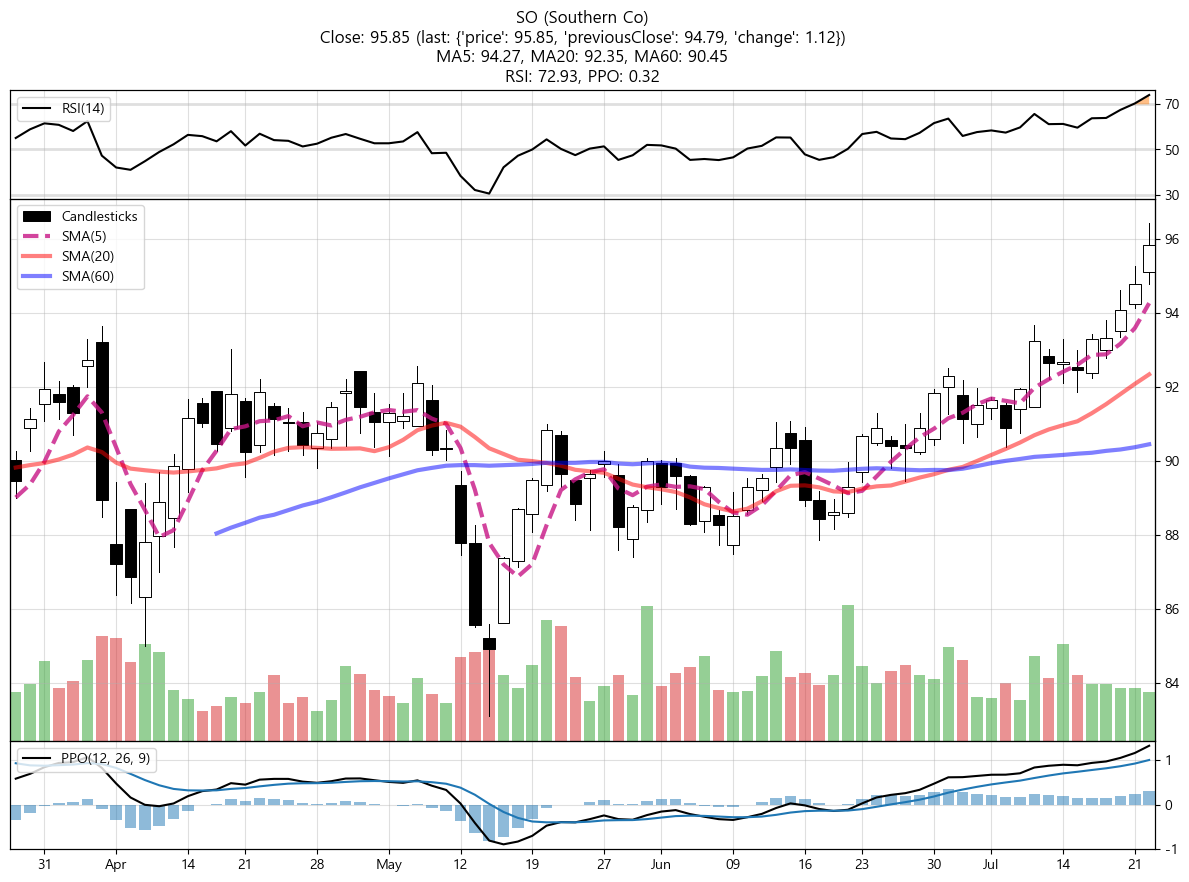 SO (Southern Co)
Close: 95.85 (last: {'price': 95.85, 'previousClose': 94.79, 'change': 1.12})
MA5: 94.27, MA20: 92.35, MA60: 90.45
RSI: 72.93, PPO: 0.32
RSI(14)
70
50
30
Candlesticks
SMA(5)
SMA(20)
SMA(60)
96
94
92
90
88
86
84
PPO(12, 26, 9)
1
0
-1
31 Apr 14 21 28 May 12 19 27 Jun 09 16 23 30 Jul 14 21